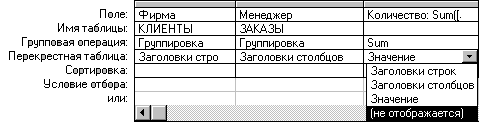 Поле: Фирма Менеджер Количество: Sum([.
Имя таблицы: КЛИЕНТЫ ЗАКАЗЫ
Групповая операция: Группировка Группировка Sum
Перекрестная таблица: Заголовки стро Заголовки столбцов Значение
Сортировка: Заголовки строк
Условие отбора: Заголовки столбцов
или: Значение
(не отображается)